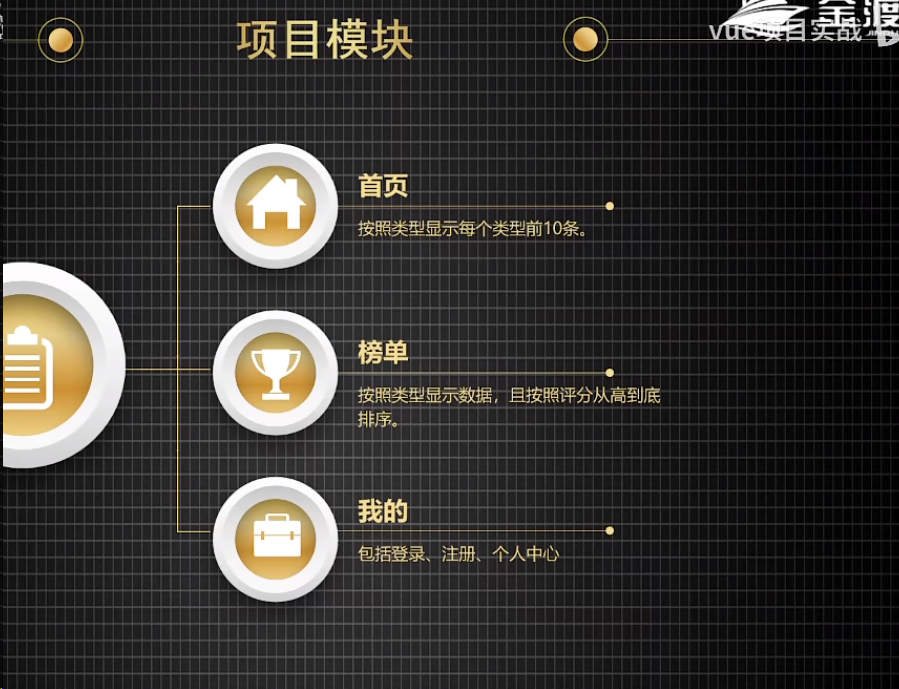 项目模块
vue项目实战
首页
按照类型显示每个类型前10条。
榜单
按照类型显示数据，且按照评分从高到底
排序。
我的
包括登录、注册、个人中心